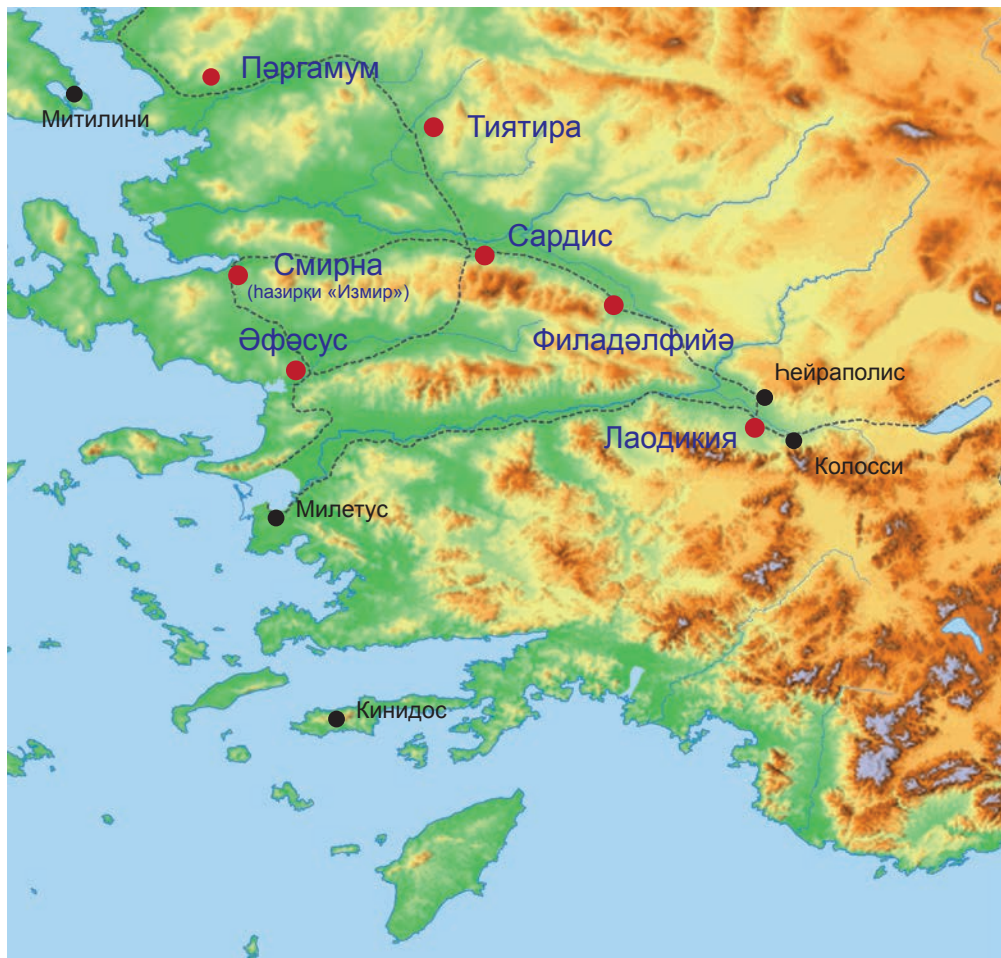 Пәргамум
Митилини
Тиятира
Сардис
Смирна
(һазирқи «Измир»)
Филадәлфийә
Әфәсус
Һейраполис
Лаодикия
Колосси
Милетус
Кинидос